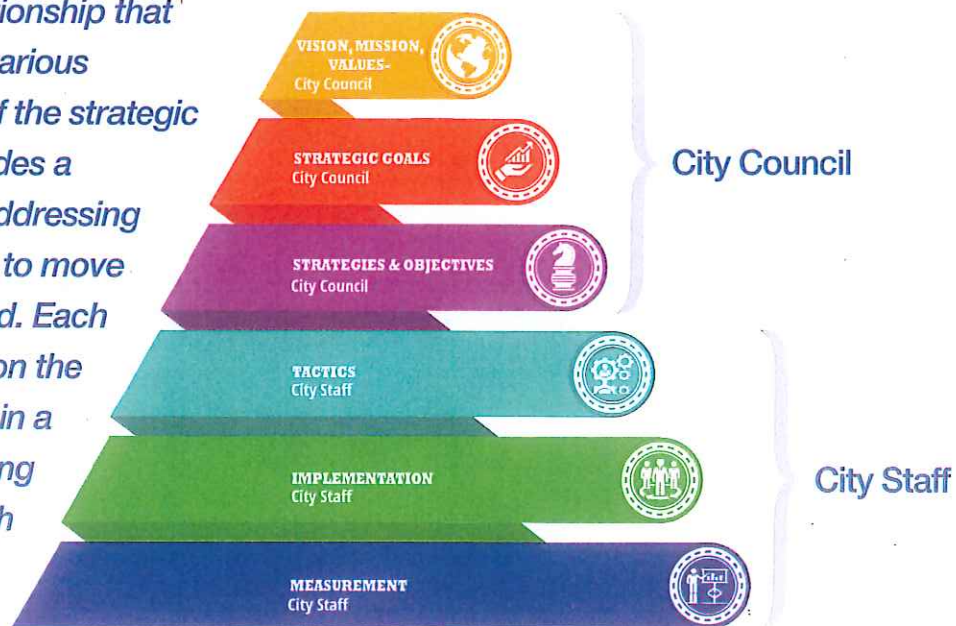 ionship that
arious
f the strategic
des a
ddressing
to move
d. Each
on the
in a
ng
h
VISION, MISSION,
VALUES-
City Council
STRATEGIC GOALS
City Council
STRATEGIES & OBJECTIVES
City Council
TACTICS
City Staff
IMPLEMENTATION
City Staff
MEASUREMENT
City Staff
City Council
City Staff